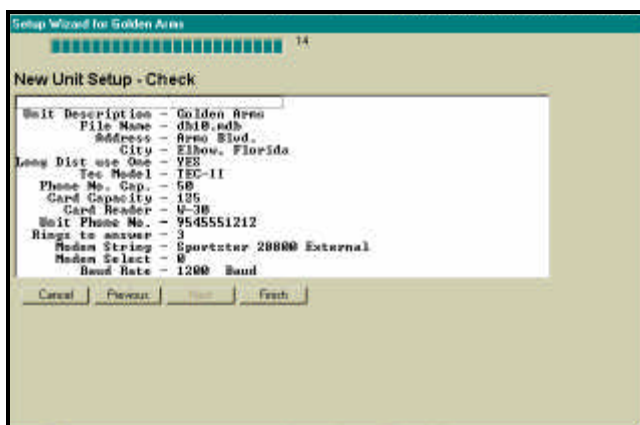 Setup Wizard for Golden Arms
14
New Unit Setup - Check
Unit Description - Golden Arms
File Name - db10.mdb
Address - Arms Blvd.
City - Elbow, Florida
Long Dist use One - YES
Tec Model - TEC-II
Phone No. Cap. - 50
Card Capacity - 125
Card Reader - W-30
Unit Phone No. - 9545551212
Rings to answer - 3
Modem String - Sportster 28800 External
Modem Select - 0
Baud Rate - 1200 Baud
Cancel Previous Next Finish